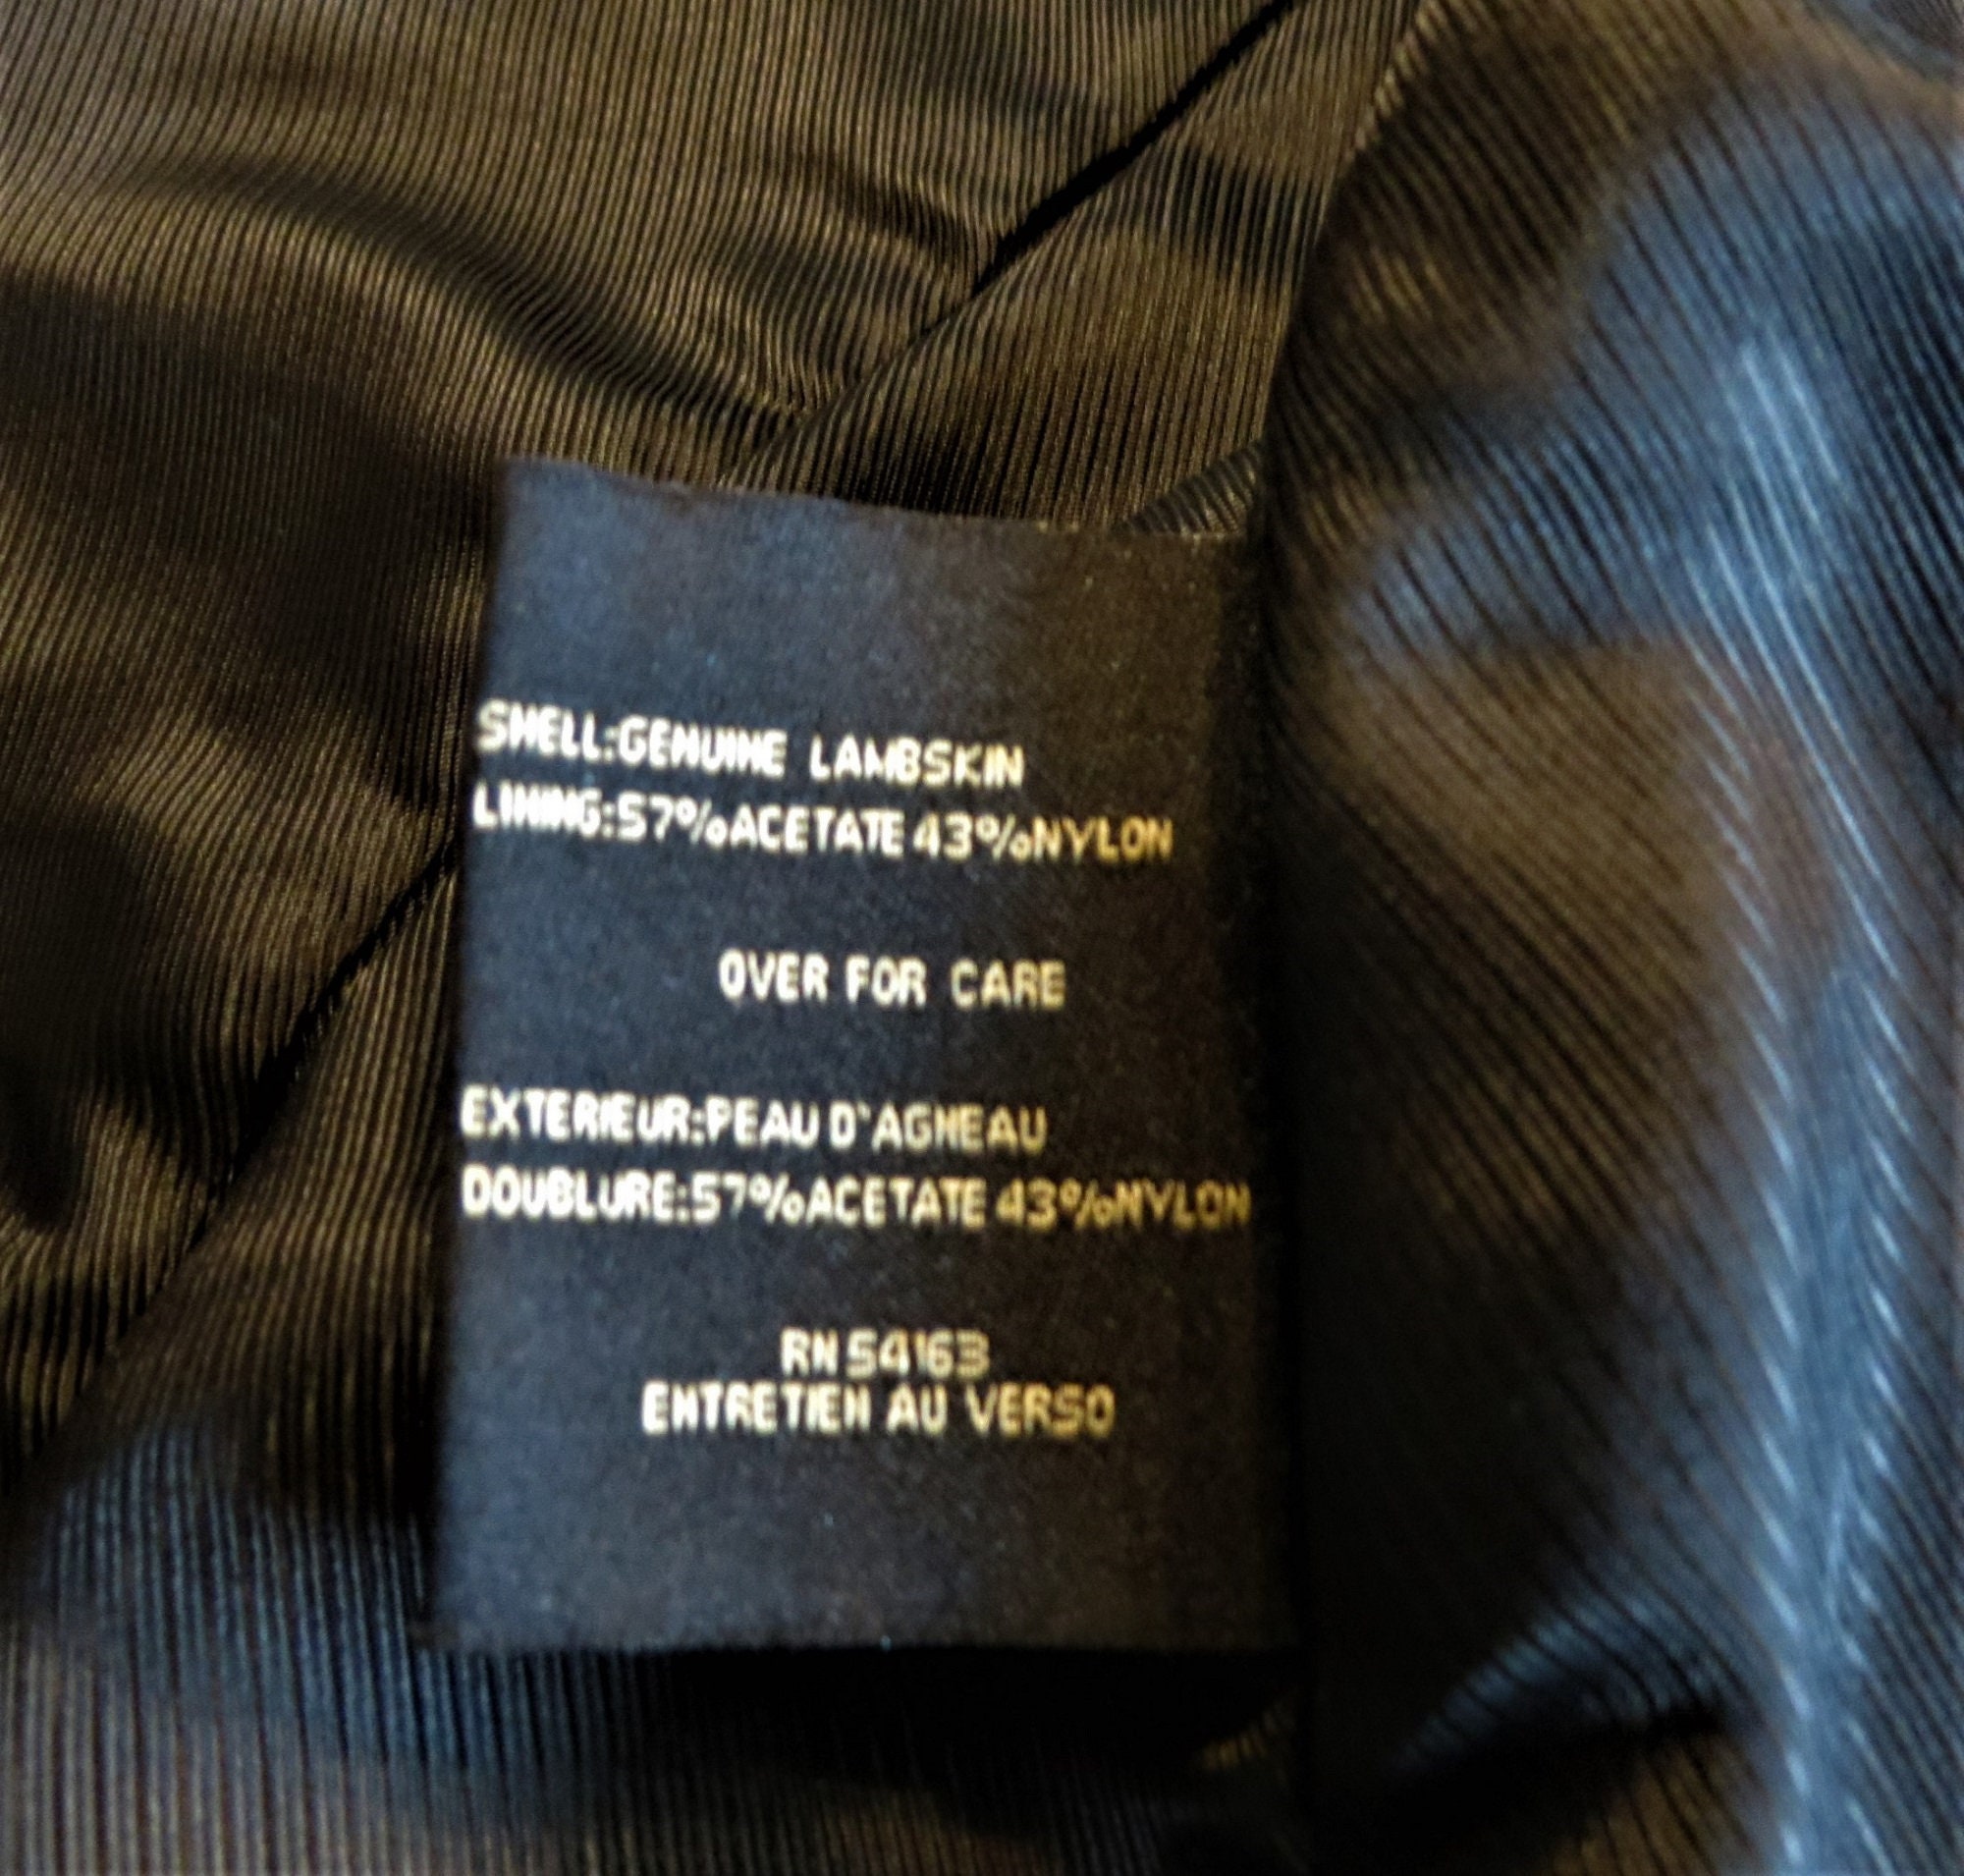 SHELL:GENUINE LAMBSKIN
LINING:57%ACETATE 43%NYLON
OVER FOR CARE
EXTERIEUR:PEAU D'AGNEAU
DOUBLURE:57%ACETATE 43%NYLON
RN54163
ENTRETIEN AU VERSO